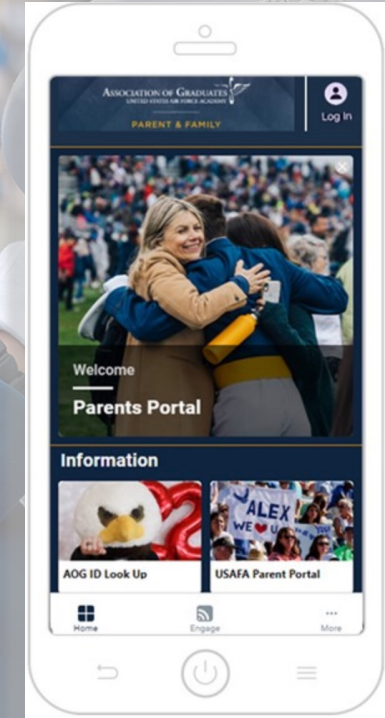 ASSOCIATION OF GRADUATES
UNITED STATES AIR FORCE ACADEMY
PARENT & FAMILY
Log In
Welcome
Parents Portal
Information
ALEX
WE ❤ U
AOG ID Look Up
USAFA Parent Portal
Home
Engage
More